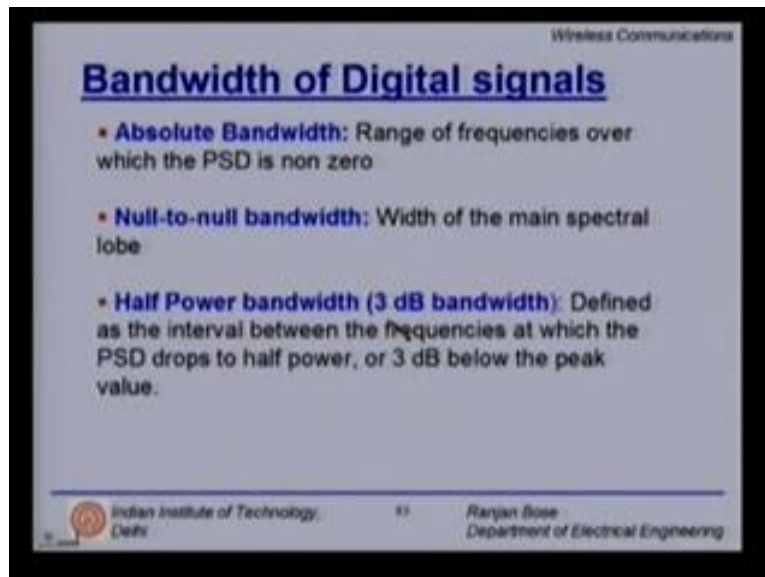 Wireless Communications
Bandwidth of Digital signals
▪ Absolute Bandwidth: Range of frequencies over
which the PSD is non zero
▪ Null-to-null bandwidth: Width of the main spectral
lobe
▪ Half Power bandwidth (3 dB bandwidth): Defined
as the interval between the frequencies at which the
PSD drops to half power, or 3 dB below the peak
value.
Indian Institute of Technology,
Delhi
Ranjan Bose
Department of Electrical Engineering